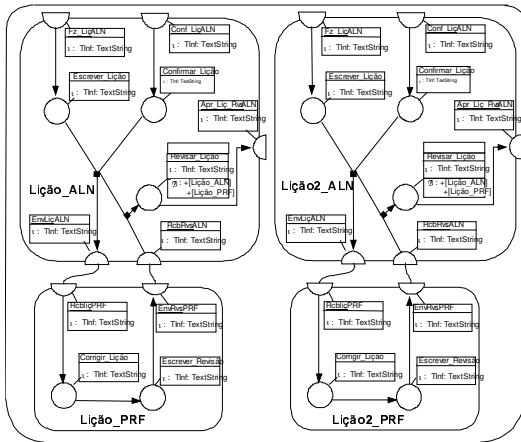 Fz_LiçALN
ι : TInf: TextString
Conf_LiçALN
ι : TInf: TextString
Escrever_Lição
ι : TInf: TextString
Confirmar_Lição
ι : TInf: TextString
Apr_Liç_RvsALN
ι : TInf: TextString
Revisar_Lição
ι : TInf: TextString
+[Lição_ALN]
+[Lição_PRF]
Lição_ALN
EnvLiçALN
ι : TInf: TextString
RcbRvsALN
ι : TInf: TextString
RcbliçPRF
ι : TInf: TextString
EnvRvsPRF
ι : TInf: TextString
Corrigir_Lição
ι : TInf: TextString
Escrever_Revisão
ι : TInf: TextString
Lição_PRF
Fz_LiçALN
ι : TInf: TextString
Conf_LiçALN
ι : TInf: TextString
Escrever_Lição
ι : TInf: TextString
Confirmar_Lição
ι : TInf: TextString
Apr_Liç_RvsALN
ι : TInf: TextString
Revisar_Lição
ι : TInf: TextString
+[Lição_ALN]
+[Lição_PRF]
Lição2_ALN
EnvLiçALN
ι : TInf: TextString
RcbRvsALN
ι : TInf: TextString
RcbliçPRF
ι : TInf: TextString
EnvRvsPRF
ι : TInf: TextString
Corrigir_Lição
ι : TInf: TextString
Escrever_Revisão
ι : TInf: TextString
Lição2_PRF